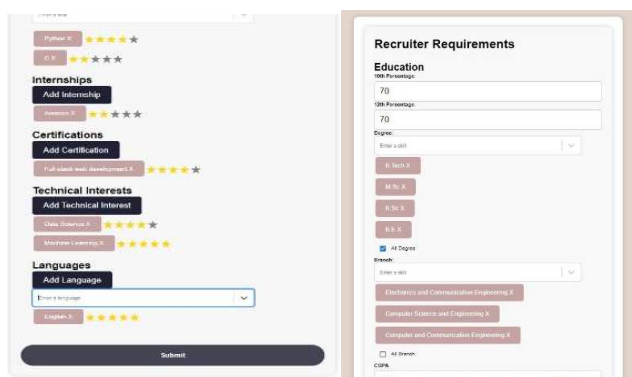 Python X
C X
Internships
Add Internship
Amazon X
Certifications
Add Certification
Full stack web development X
Technical Interests
Add Technical Interest
Data Science X
Machine Learning X
Languages
Add Language
Enter a language
English X
Submit
Recruiter Requirements
Education
10th Percentage:
70
12th Percentage:
70
Degree:
Enter a skill
B.Tech X
M.Sc X
B.Sc X
B.E X
All Degree
Branch:
Enter a skill
Electronics and Communication Engineering X
Computer Science and Engineering X
Computer and Communication Engineering X
All Branch
CGPA